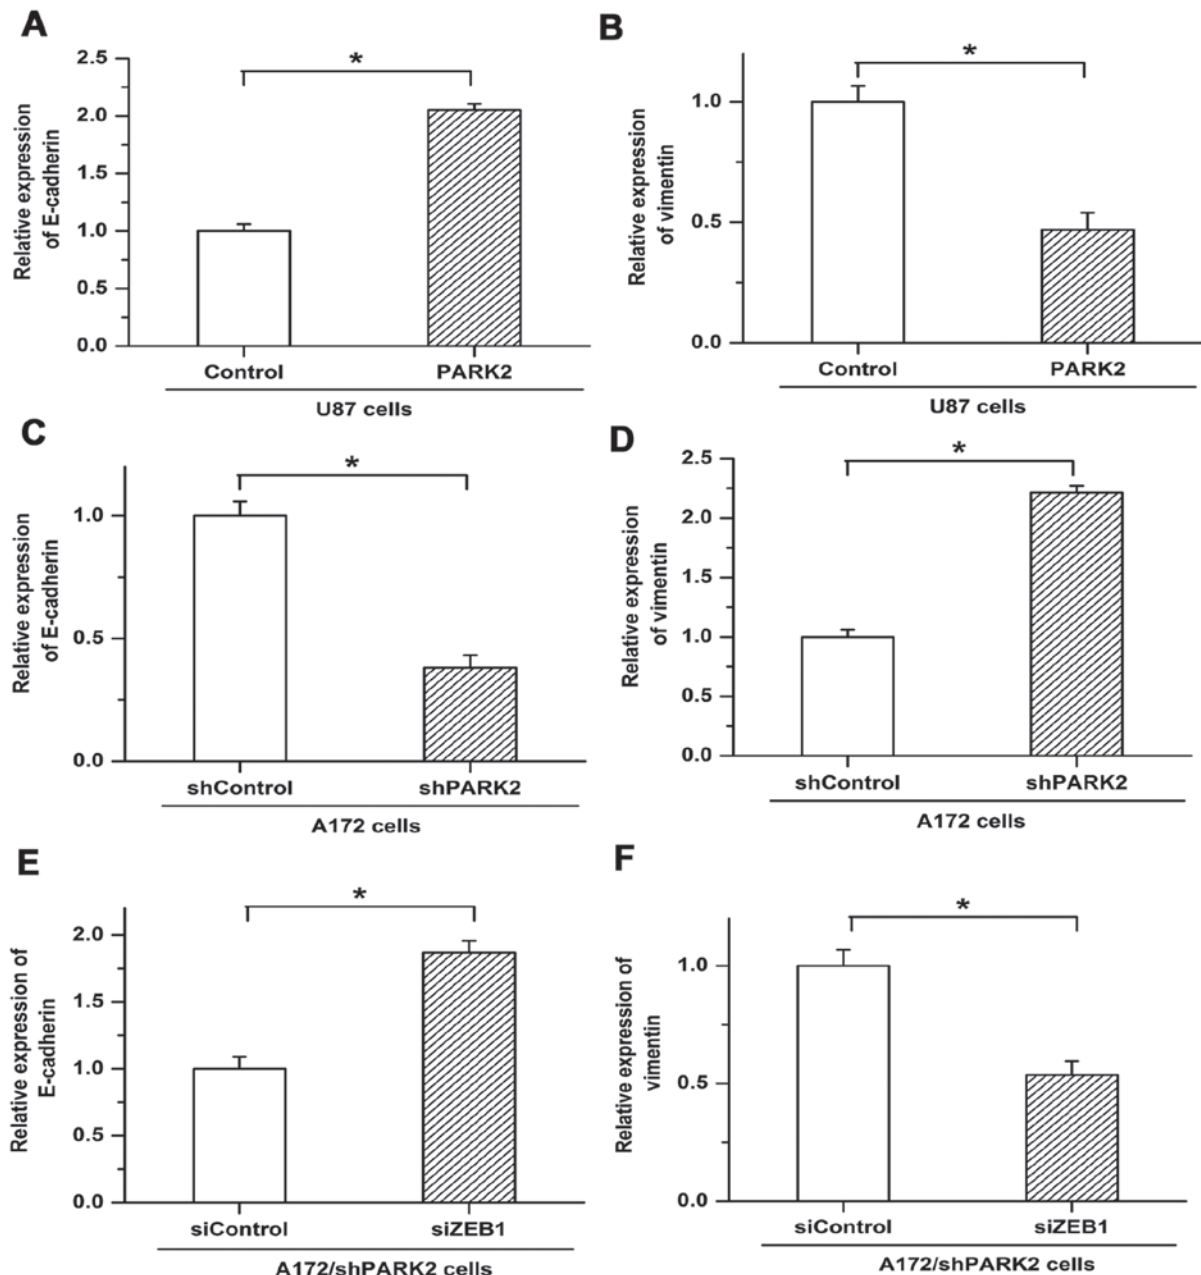 A
Relative expression
of E-cadherin
2.5
2.0
1.5
1.0
0.5
0.0
*
Control
PARK2
U87 cells
B
Relative expression
of vimentin
1.0
0.5
0.0
*
Control
PARK2
U87 cells
C
Relative expression
of E-cadherin
1.0
0.5
0.0
*
shControl
shPARK2
A172 cells
D
Relative expression
of vimentin
2.5
2.0
1.5
1.0
0.5
0.0
*
shControl
shPARK2
A172 cells
E
Relative expression of
E-cadherin
2.0
1.5
1.0
0.5
0.0
*
siControl
siZEB1
A172/shPARK2 cells
F
Relative expression of
vimentin
1.0
0.5
0.0
*
siControl
siZEB1
A172/shPARK2 cells